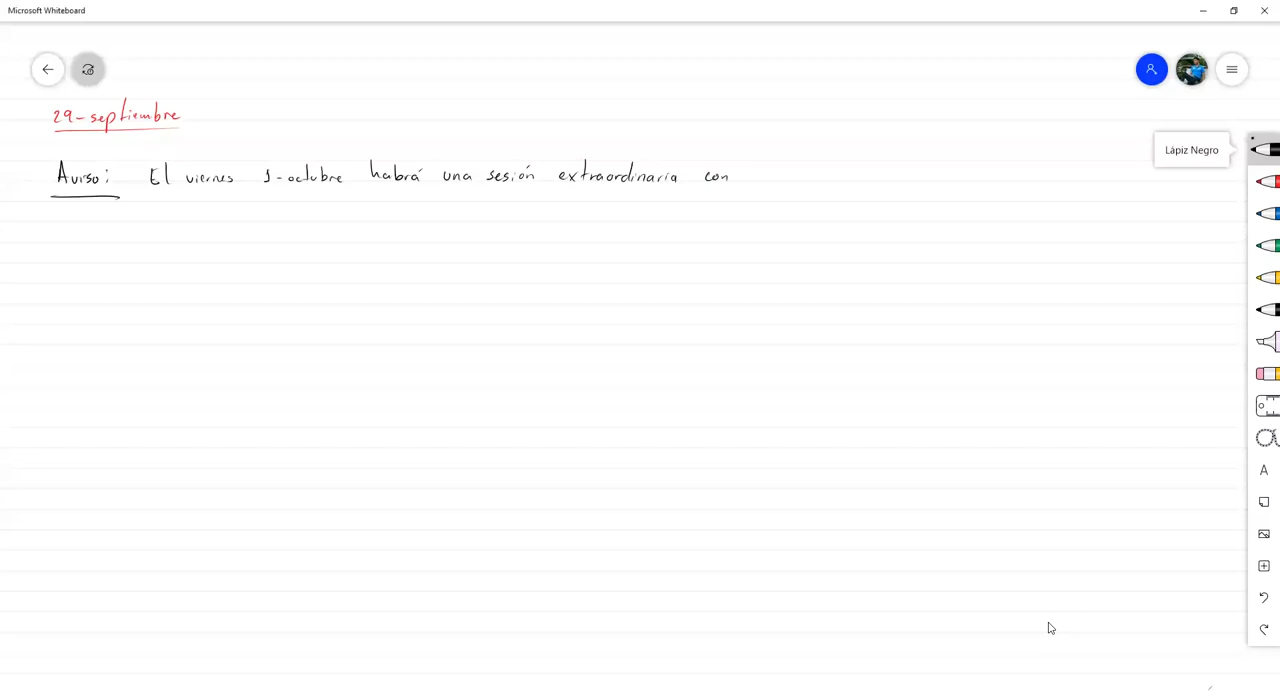 Microsoft Whiteboard
29-septiembre
Lápiz Negro
Aviso: El viernes 1-octubre habrá una sesión extraordinaria con
A